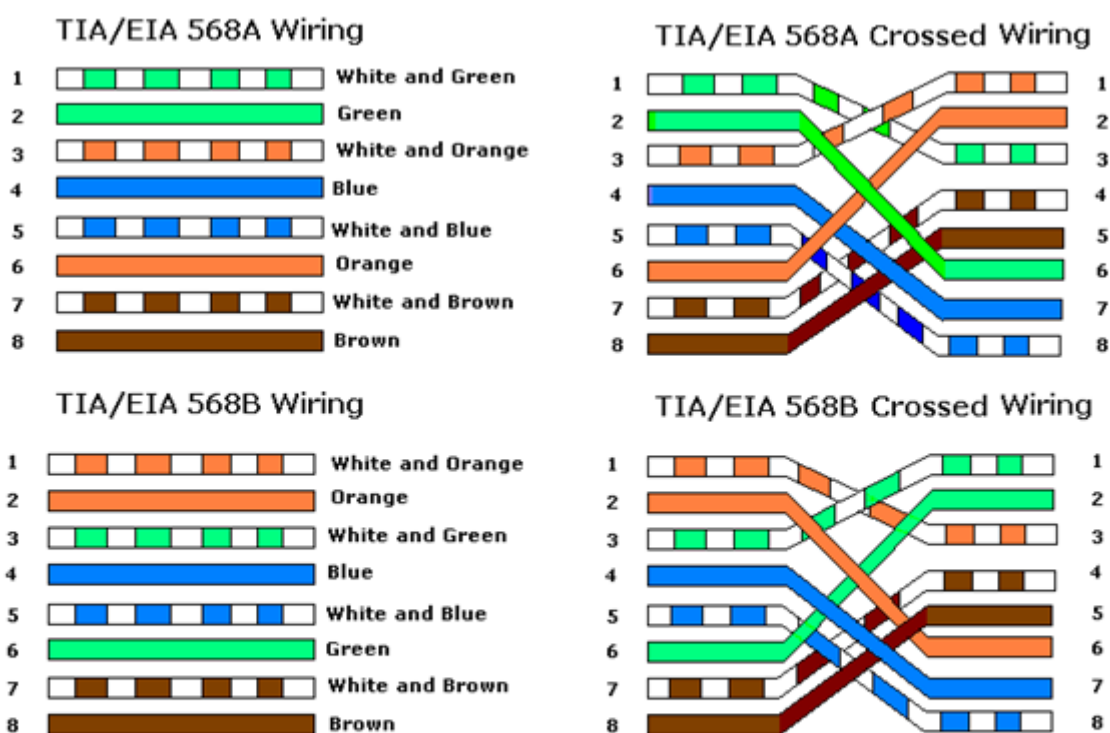 TIA/EIA 568A Wiring
1 White and Green
2 Green
3 White and Orange
4 Blue
5 White and Blue
6 Orange
7 White and Brown
8 Brown
TIA/EIA 568A Crossed Wiring
1 1
2 2
3 3
4 4
5 5
6 6
7 7
8 8
TIA/EIA 568B Wiring
1 White and Orange
2 Orange
3 White and Green
4 Blue
5 White and Blue
6 Green
7 White and Brown
8 Brown
TIA/EIA 568B Crossed Wiring
1 1
2 2
3 3
4 4
5 5
6 6
7 7
8 8